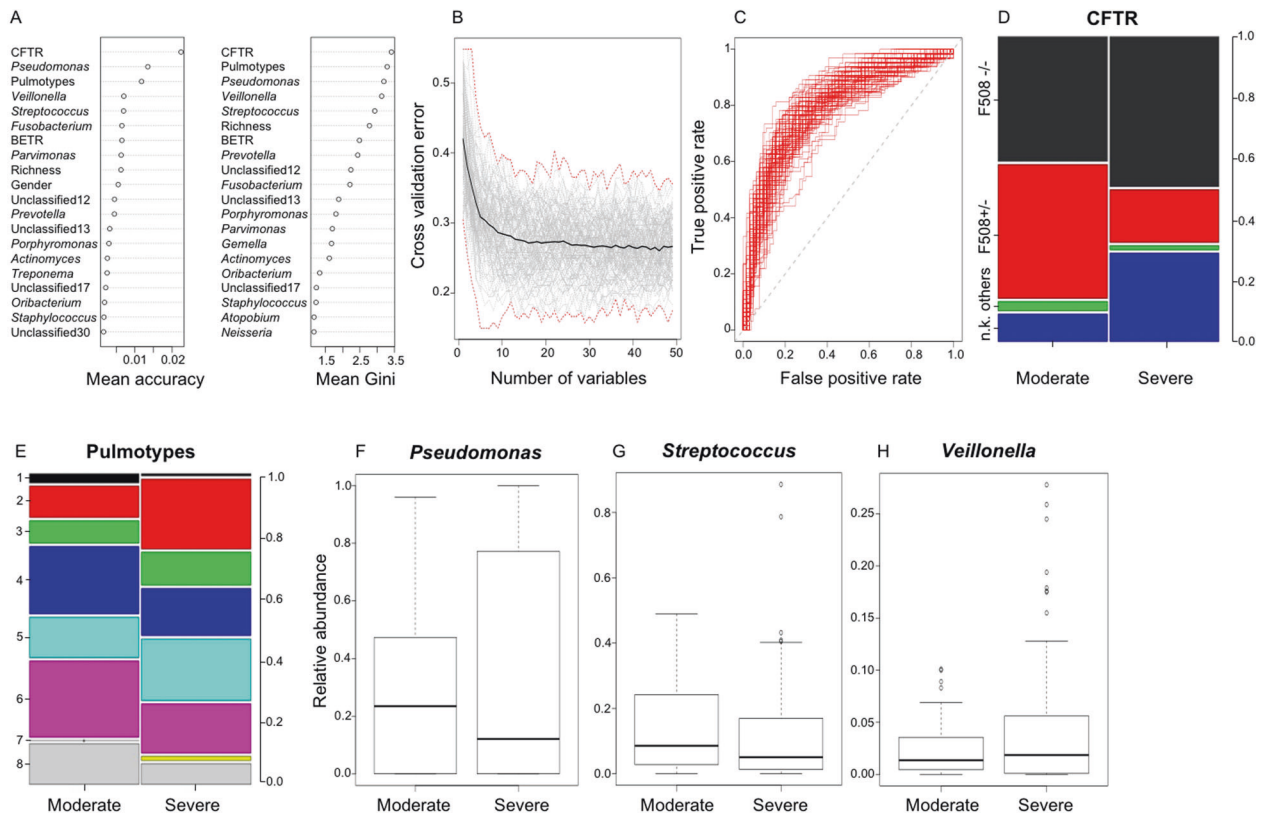 A
CFTR
Pseudomonas
Pulmotypes
Veillonella
Streptococcus
Fusobacterium
BETR
Parvimonas
Richness
Gender
Unclassified12
Prevotella
Unclassified13
Porphyromonas
Actinomyces
Treponema
Unclassified17
Oribacterium
Staphylococcus
Unclassified30
0.01 0.02
Mean accuracy
CFTR
Pulmotypes
Pseudomonas
Veillonella
Streptococcus
Richness
BETR
Prevotella
Unclassified12
Fusobacterium
Unclassified13
Porphyromonas
Parvimonas
Gemella
Actinomyces
Oribacterium
Unclassified17
Staphylococcus
Atopobium
Neisseria
1.5 2.5 3.5
Mean Gini
B
Cross validation error
0.5
0.4
0.3
0.2
0 10 20 30 40 50
Number of variables
C
True positive rate
1
0.8
0.6
0.4
0.2
0
0.0 0.2 0.4 0.6 0.8 1.0
False positive rate
D CFTR
F508 -/-
F508+/-
others
n.k.
1.0
0.8
0.6
0.4
0.2
0.0
Moderate Severe
E Pulmotypes
1
2
3
4
5
6
7
8
1.0
0.8
0.6
0.4
0.2
0.0
Moderate Severe
F Pseudomonas
Relative abundance
1.0
0.8
0.6
0.4
0.2
0.0
Moderate Severe
G Streptococcus
0.8
0.6
0.4
0.2
0.0
Moderate Severe
H Veillonella
0.25
0.20
0.15
0.10
0.05
0.00
Moderate Severe